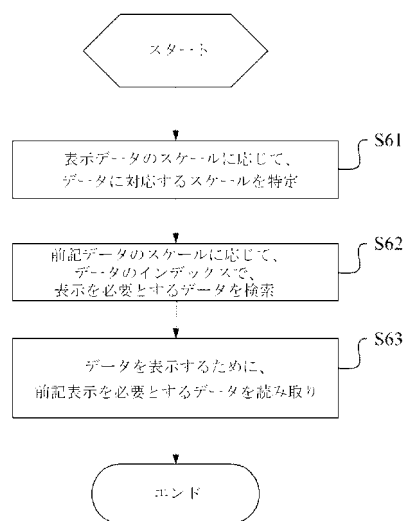 スタート
表示データのスケールに応じて、
データに対応するスケールを特定
S61
前記データのスケールに応じて、
データのインデックスで、
表示を必要とするデータを検索
S62
データを表示するために、
前記表示を必要とするデータを読み取り
S63
エンド